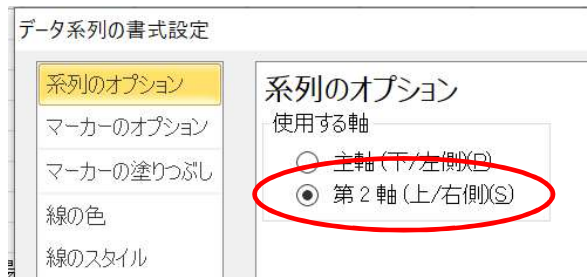 データ系列の書式設定
系列のオプション
マーカーのオプション
マーカーの塗りつぶし
線の色
線のスタイル
系列のオプション
使用する軸
主軸(下/左側)(P)
第2軸(上/右側)(S)